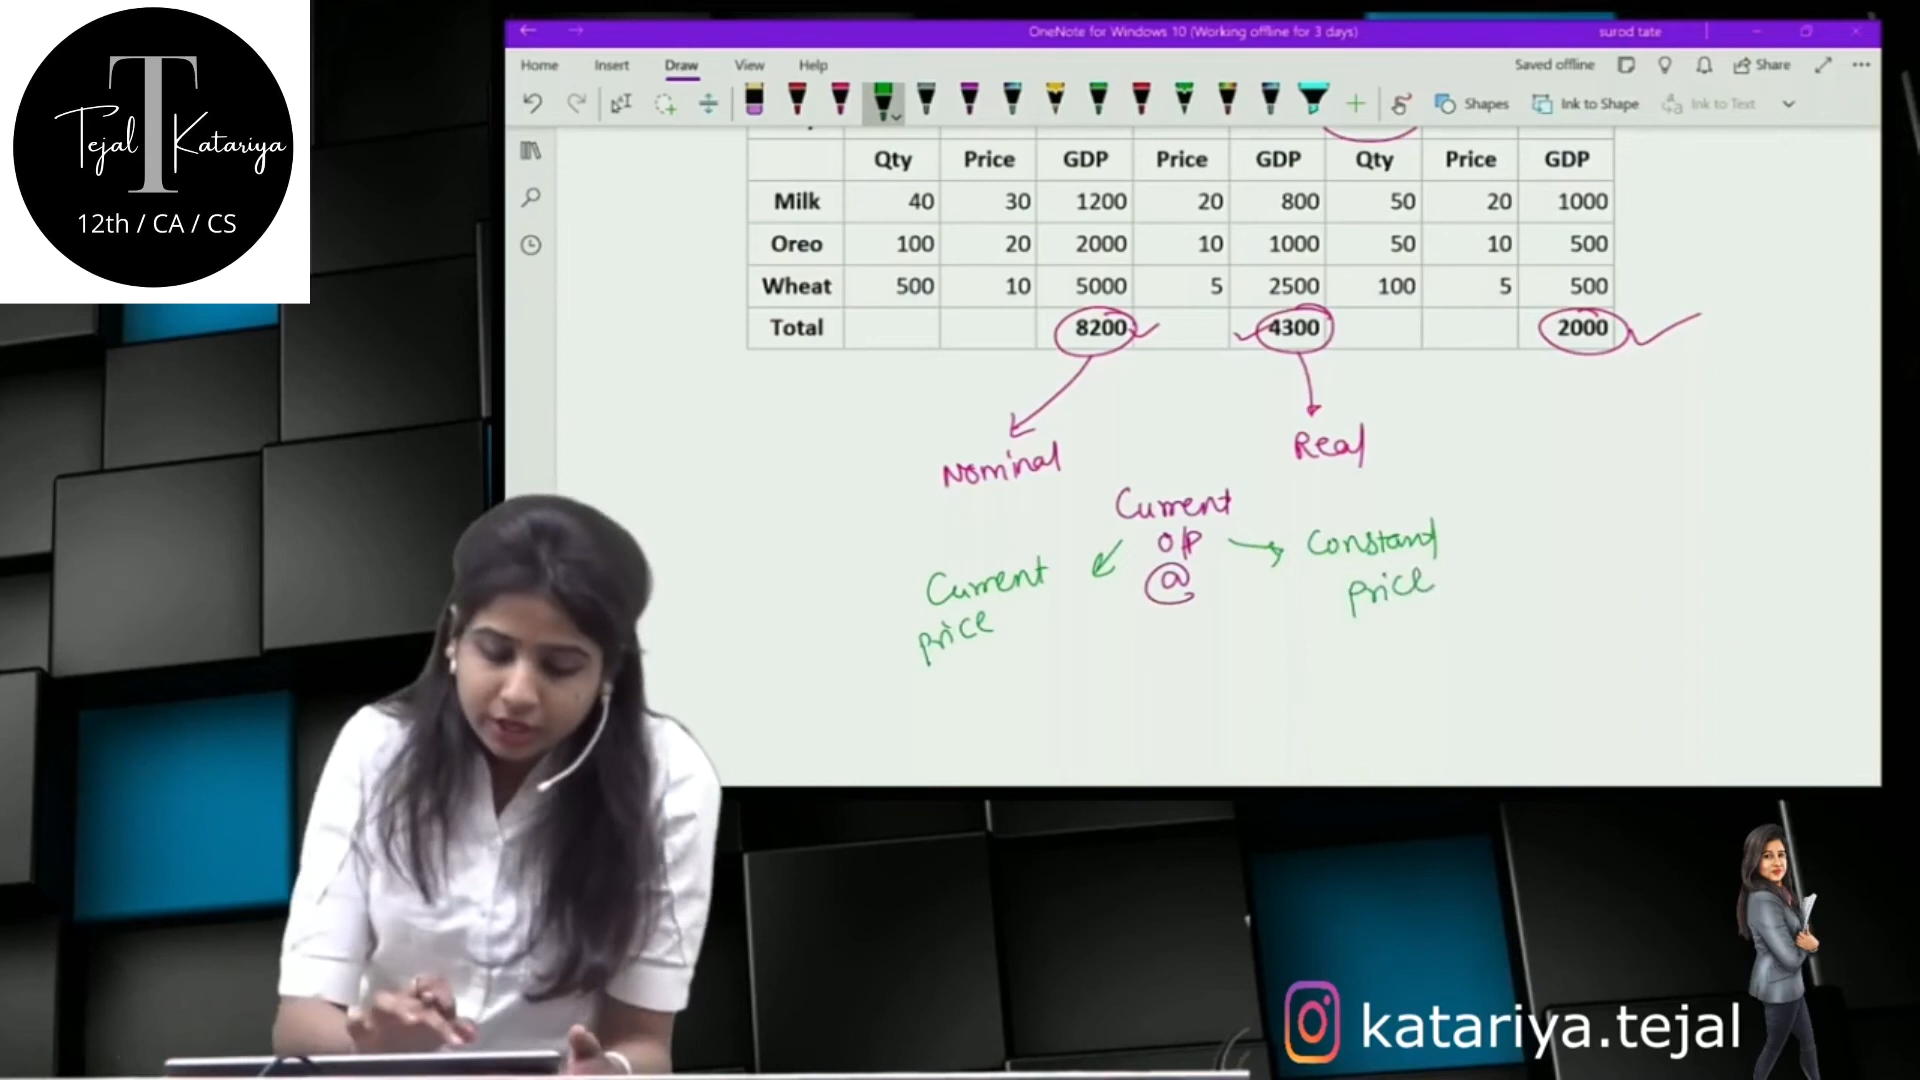 T
Tejal Katariya
12th / CA / CS
OneNote for Windows 10 (Working offline for 3 days)
surod tate
Home Insert Draw View Help
Saved offline
Share
Shapes
Ink to Shape
Ink to Text
Qty Price GDP Price GDP Qty Price GDP
Milk 40 30 1200 20 800 50 20 1000
Oreo 100 20 2000 10 1000 50 10 500
Wheat 500 10 5000 5 2500 100 5 500
Total 8200 4300 2000
Nominal
Real
Current
O/P
@
Current
price
Constant
price
katariya.tejal